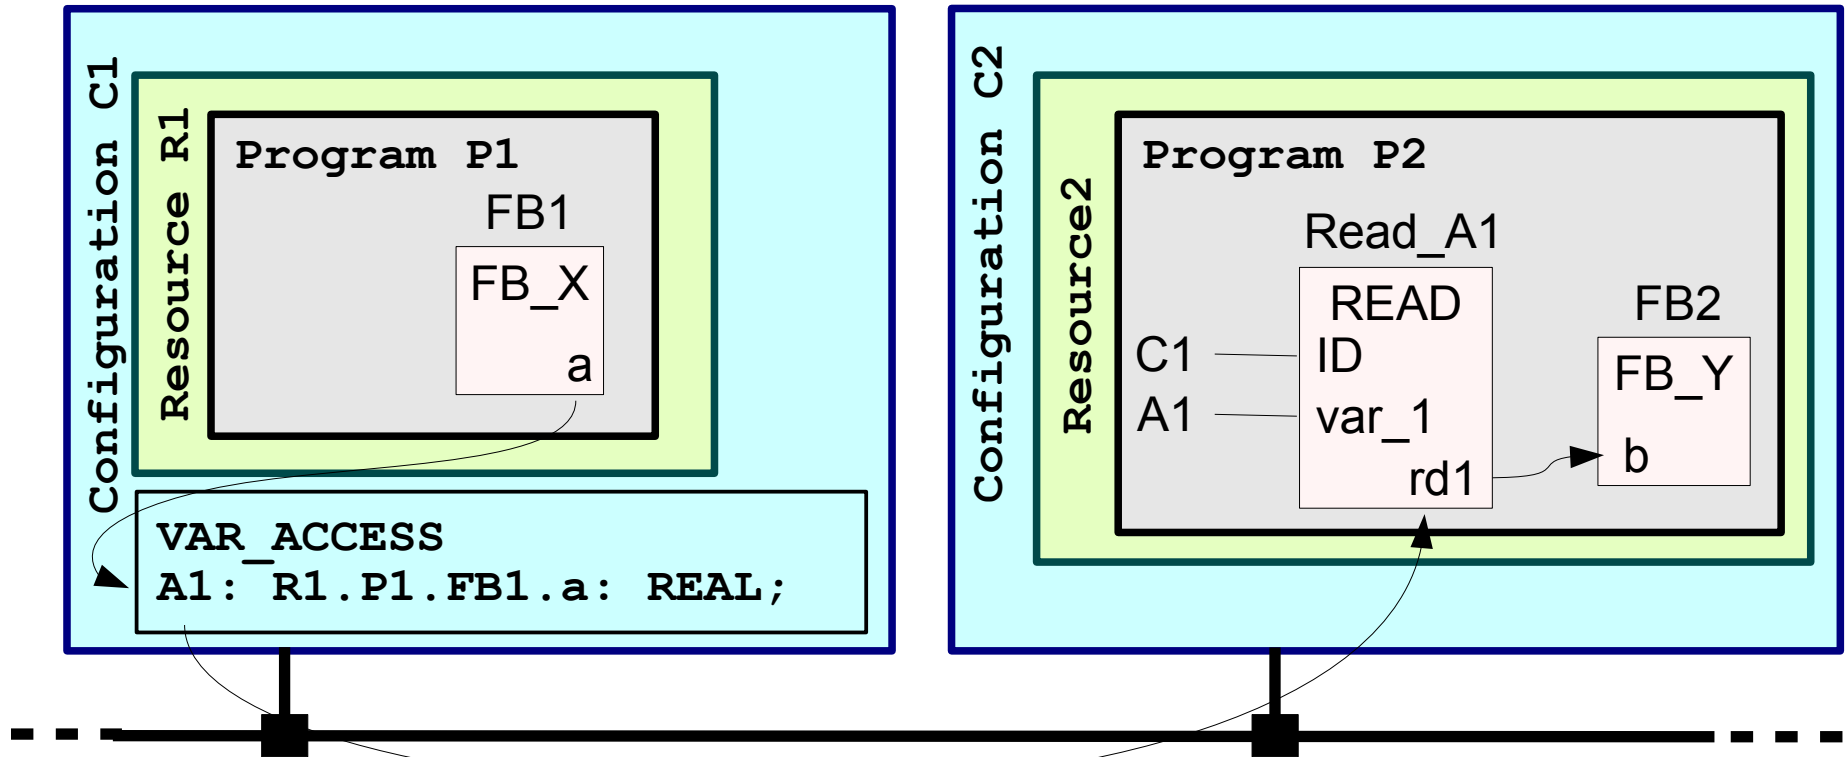 Configuration C1
Resource R1
Program P1
FB1
FB_X
a
VAR_ACCESS
A1: R1.P1.FB1.a: REAL;
Configuration C2
Resource2
Program P2
Read_A1
READ
C1
ID
A1
var_1
rd1
FB2
FB_Y
b